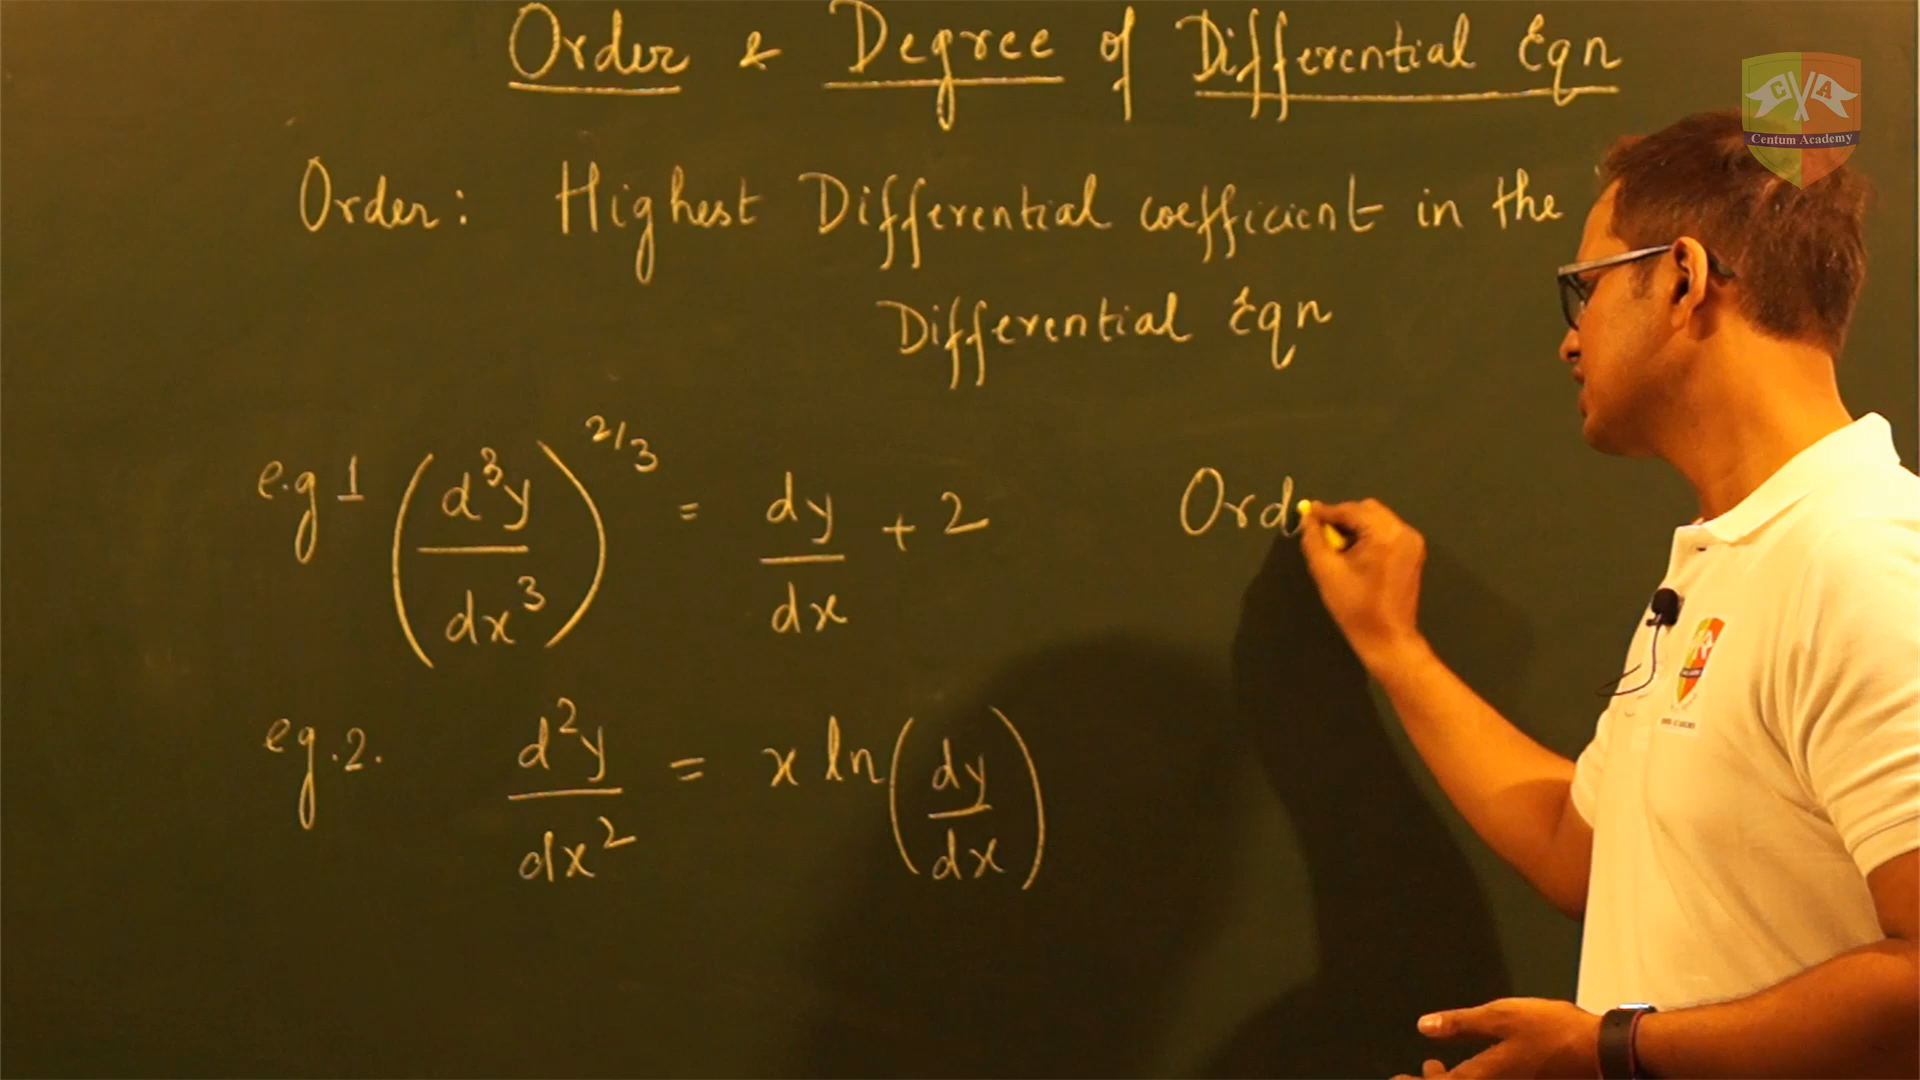 Order & Degree of Differential Eqn
Order: Highest Differential coefficient in the
Differential Eqn
e.g 1 (d³y/dx³)^2/3 = dy/dx + 2
Ord
eg.2. d²y/dx² = x ln(dy/dx)
C A
Centum Academy